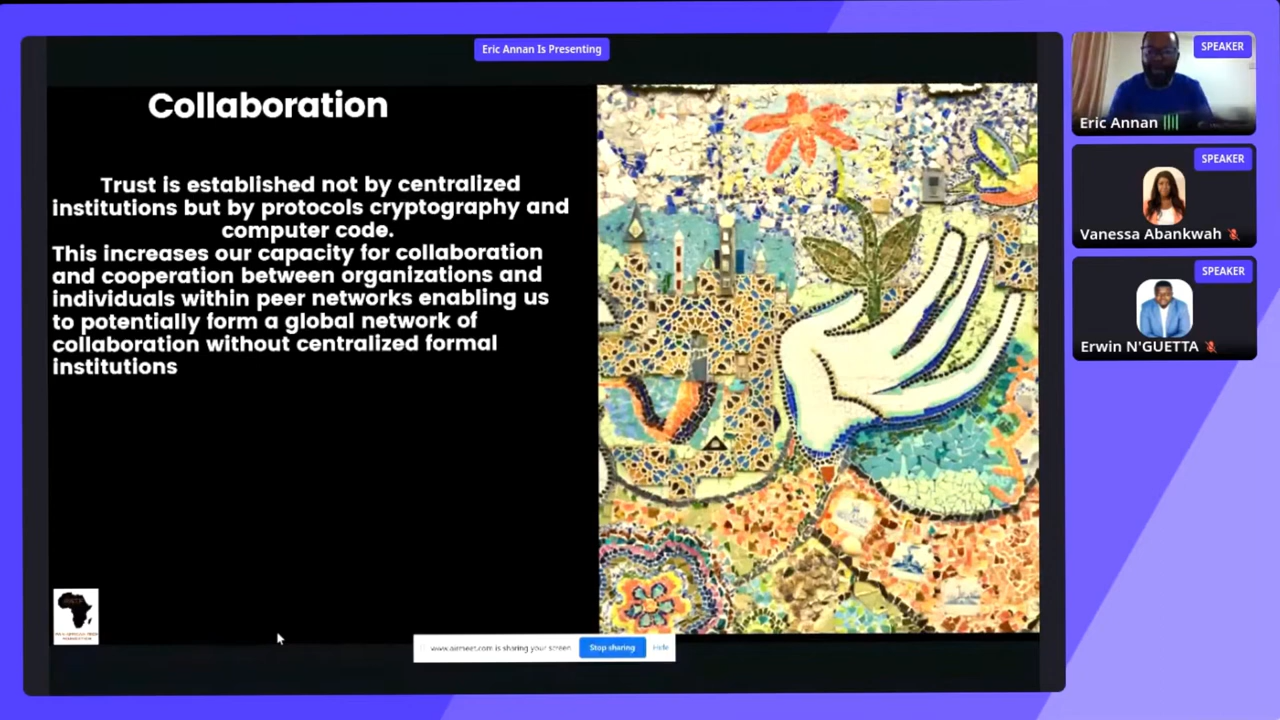 Eric Annan Is Presenting
Collaboration
Trust is established not by centralized
institutions but by protocols cryptography and
computer code.
This increases our capacity for collaboration
and cooperation between organizations and
individuals within peer networks enabling us
to potentially form a global network of
collaboration without centralized formal
institutions
www.airmeet.com is sharing your screen
Stop sharing
Hide
SPEAKER
Eric Annan
SPEAKER
Vanessa Abankwah
SPEAKER
Erwin N'GUETTA